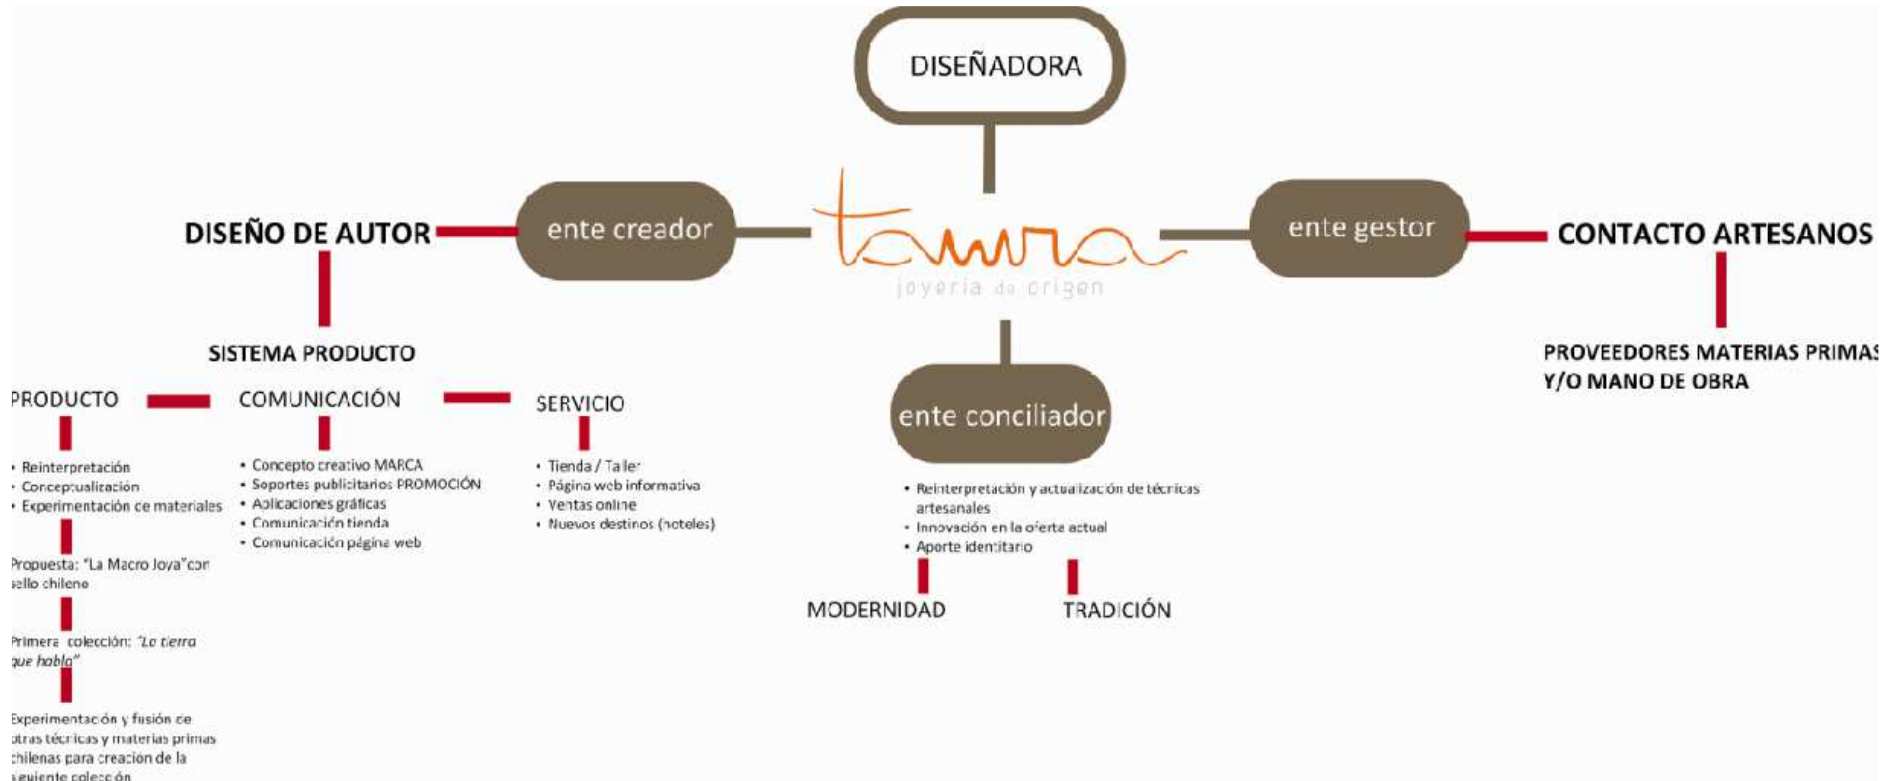 DISEÑADORA
ente creador
taura
joyería de origen
ente gestor
DISEÑO DE AUTOR
CONTACTO ARTESANOS
SISTEMA PRODUCTO
PROVEEDORES MATERIAS PRIMAS
Y/O MANO DE OBRA
PRODUCTO
COMUNICACIÓN
SERVICIO
• Reinterpretación
• Conceptualización
• Experimentación de materiales
Propuesta: "La Macro Joya"con
sello chileno
Primera colección: "La tierra
que habla"
Experimentación y fusión de
otras técnicas y materias primas
chilenas para creación de la
siguiente colección
• Concepto creativo MARCA
• Soportes publicitarios PROMOCIÓN
• Aplicaciones gráficas
• Comunicación tienda
• Comunicación página web
• Tienda / Taller
• Página web informativa
• Ventas online
• Nuevos destinos (hoteles)
ente conciliador
• Reinterpretación y actualización de técnicas
artesanales
• Innovación en la oferta actual
• Aporte identitario
MODERNIDAD
TRADICIÓN